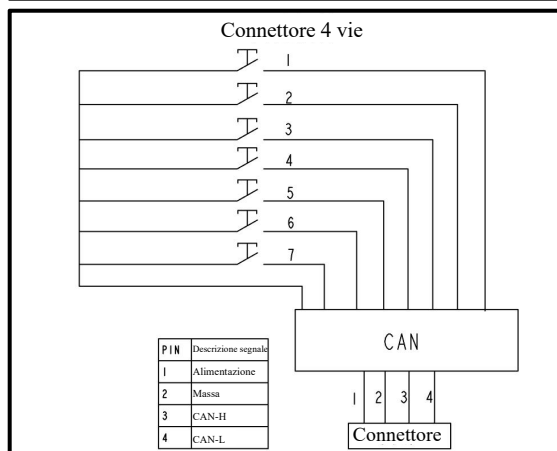 Connettore 4 vie
1
2
3
4
5
6
7
CAN
PIN Descrizione segnale
1 Alimentazione
2 Massa
3 CAN-H
4 CAN-L
1 2 3 4
Connettore